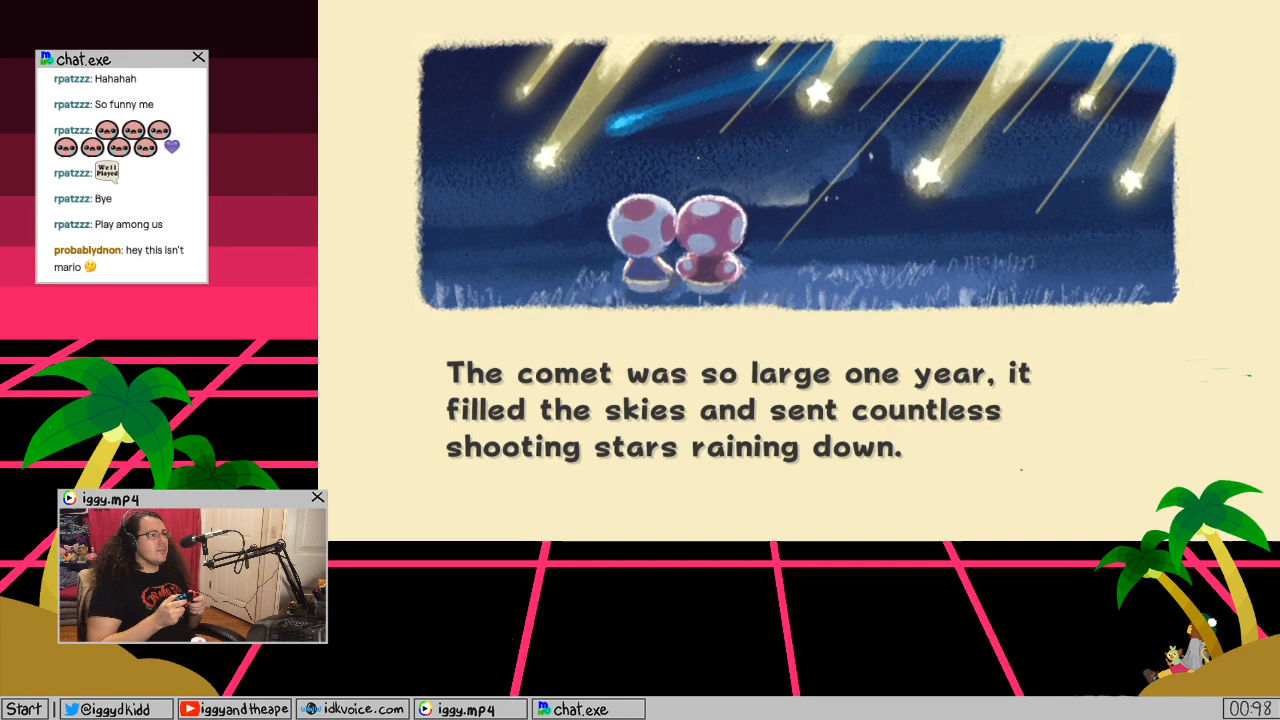 chat.exe
rpatzzz: Hahahah
rpatzzz: So funny me
rpatzzz:
rpatzzz: Well Played
rpatzzz: Bye
rpatzzz: Play among us
probablydnon: hey this isn't
mario 🤔
The comet was so large one year, it
filled the skies and sent countless
shooting stars raining down.
iggy.mp4
Start | @iggydkidd iggyandtheape www idkvoice.com iggy.mp4 chat.exe 00:98